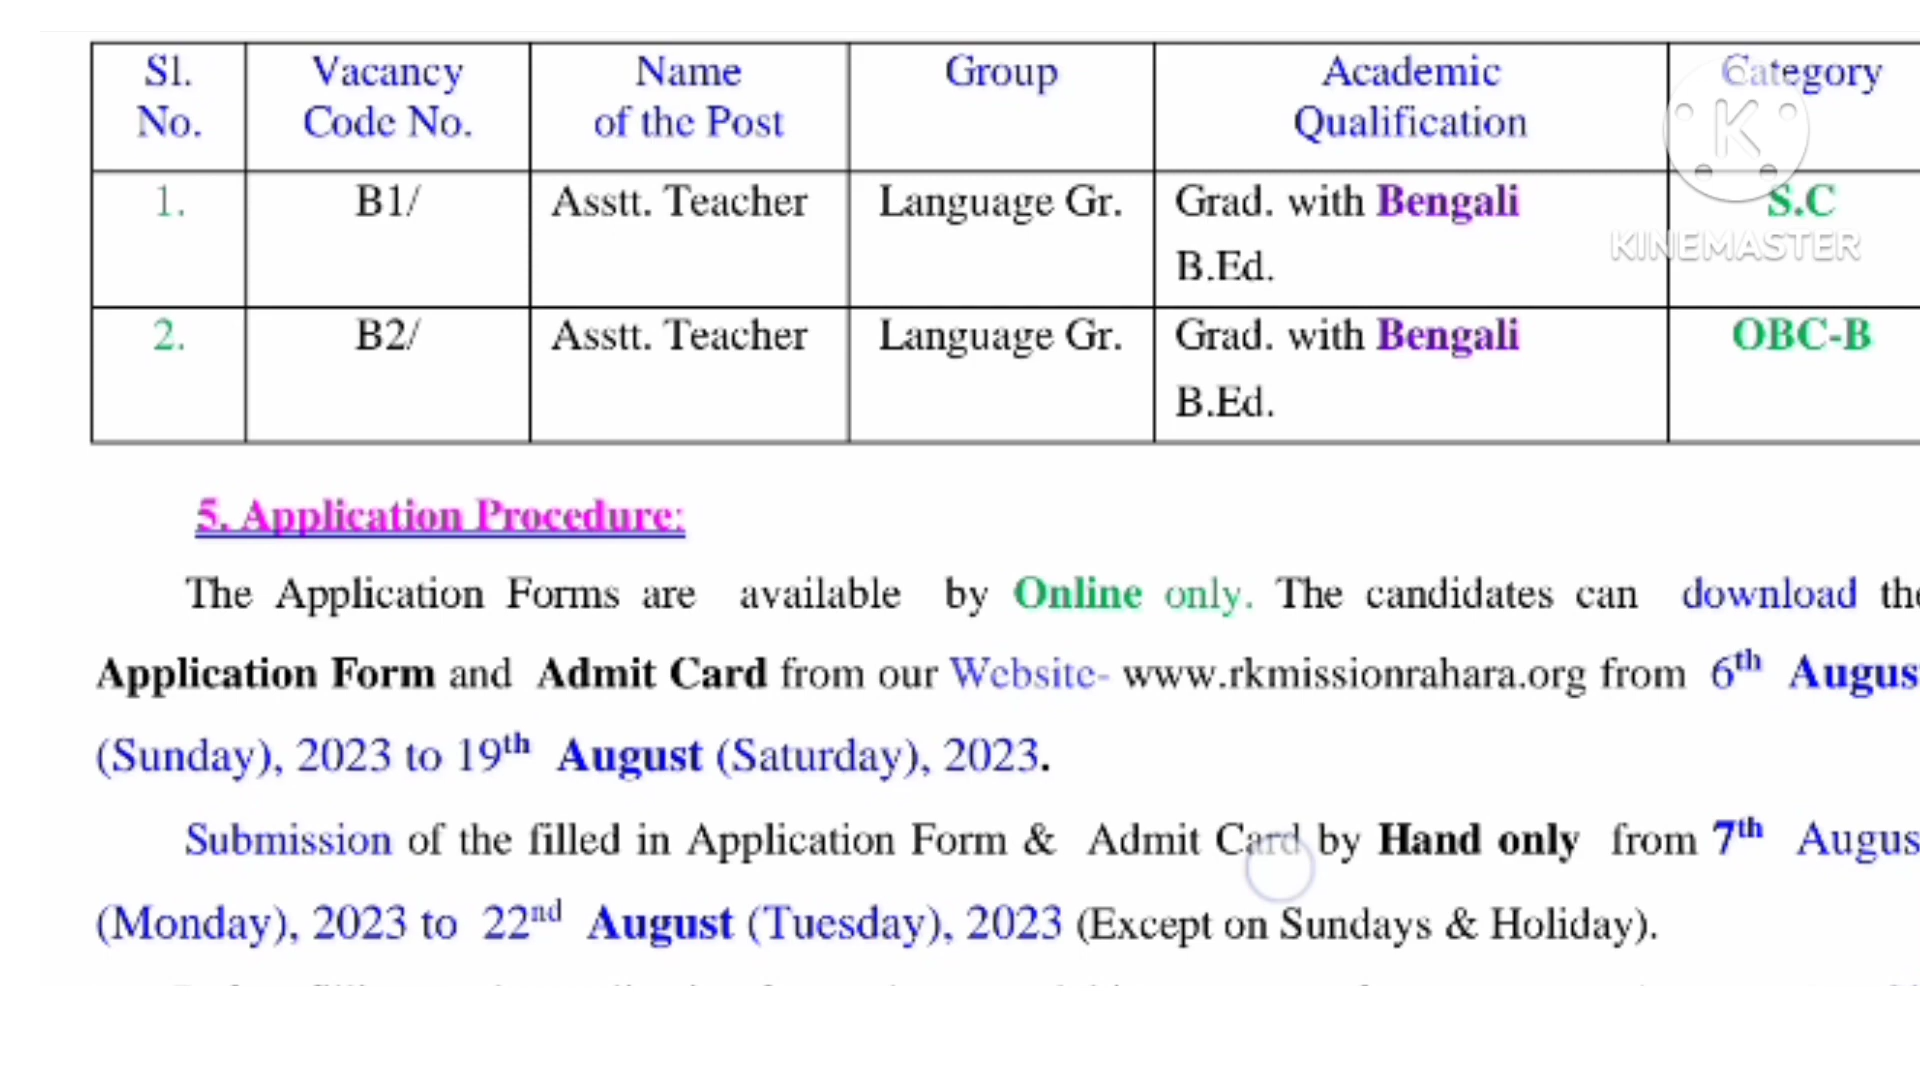 Sl. No. Vacancy Code No. Name of the Post Group Academic Qualification Category
1. B1/ Asstt. Teacher Language Gr. Grad. with Bengali B.Ed. S.C
2. B2/ Asstt. Teacher Language Gr. Grad. with Bengali B.Ed. OBC-B
K
KINEMASTER
5. Application Procedure:
The Application Forms are available by Online only. The candidates can download the
Application Form and Admit Card from our Website- www.rkmissionrahara.org from 6th Augus
(Sunday), 2023 to 19th August (Saturday), 2023.
Submission of the filled in Application Form & Admit Card by Hand only from 7th Augus
(Monday), 2023 to 22nd August (Tuesday), 2023 (Except on Sundays & Holiday).